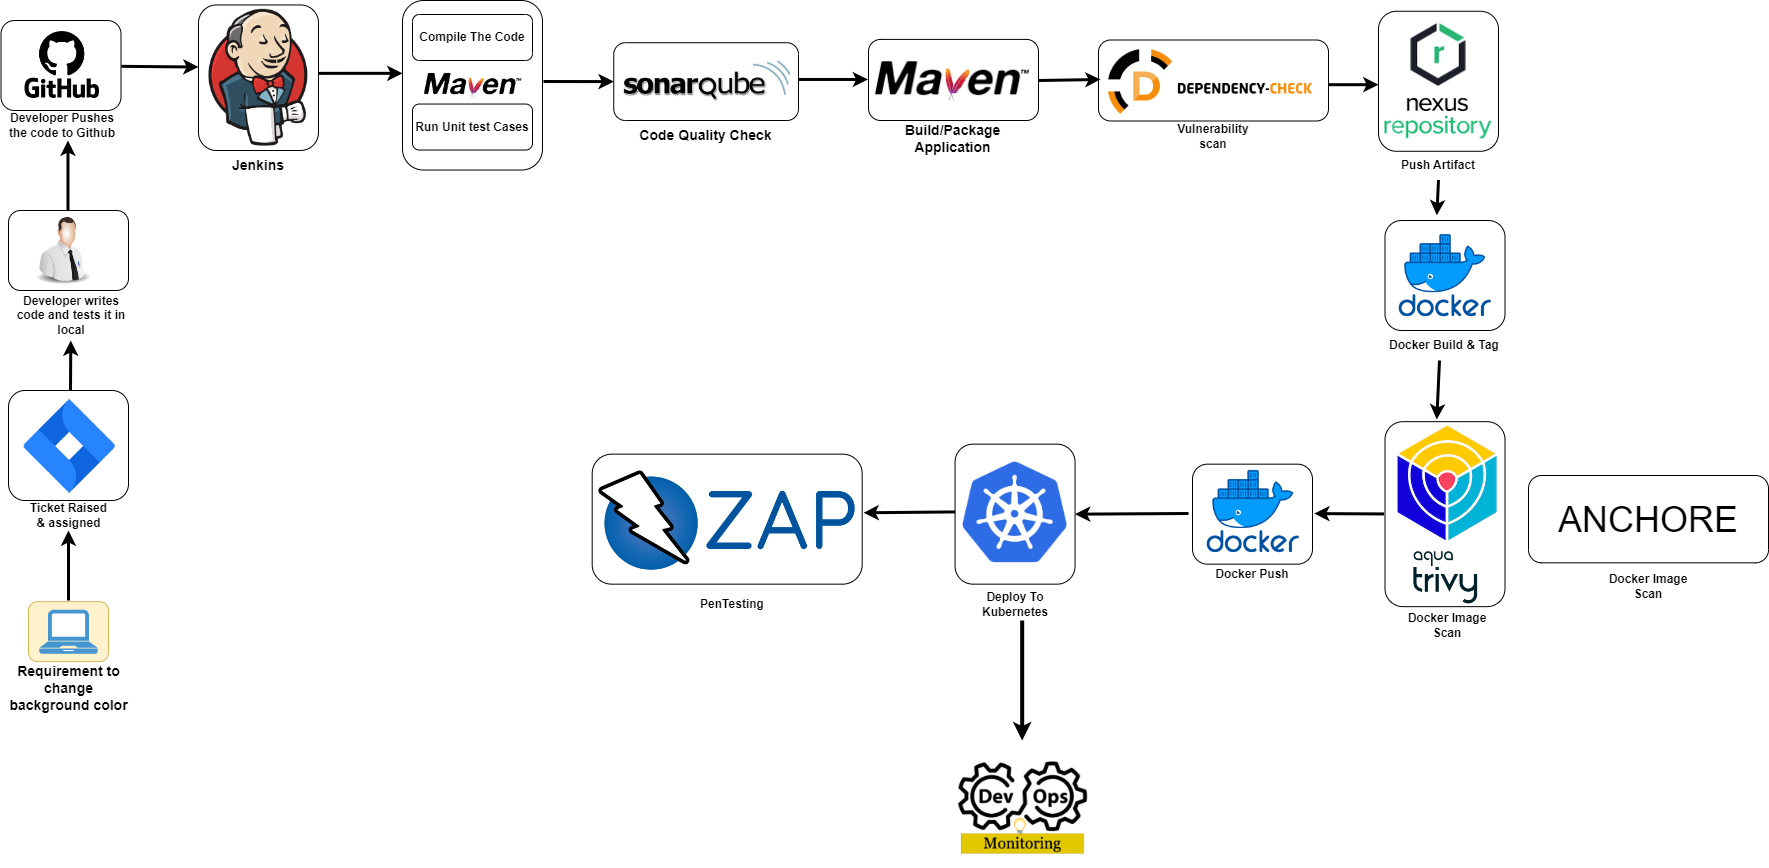 GitHub
Developer Pushes
the code to Github
Jenkins
Compile The Code
Maven™
Run Unit test Cases
sonarqube
Code Quality Check
Maven™
Build/Package
Application
D
DEPENDENCY-CHECK
Vulnerability
scan
r
nexus
repository
Push Artifact
Developer writes
code and tests it in
local
docker
Docker Build & Tag
Ticket Raised
& assigned
ZAP
PenTesting
Deploy To
Kubernetes
docker
Docker Push
aqua
trivy
Docker Image
Scan
ANCHORE
Docker Image
Scan
Requirement to
change
background color
Dev Ops
Monitoring